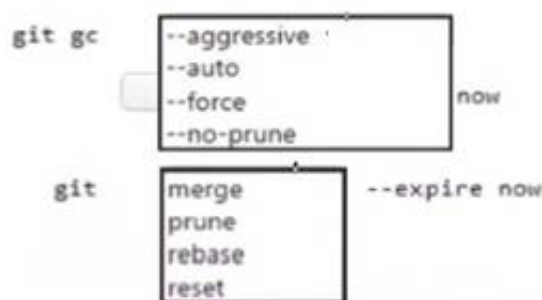 git gc
--aggressive
--auto
--force
--no-prune
now
git
merge
prune
rebase
reset
--expire now